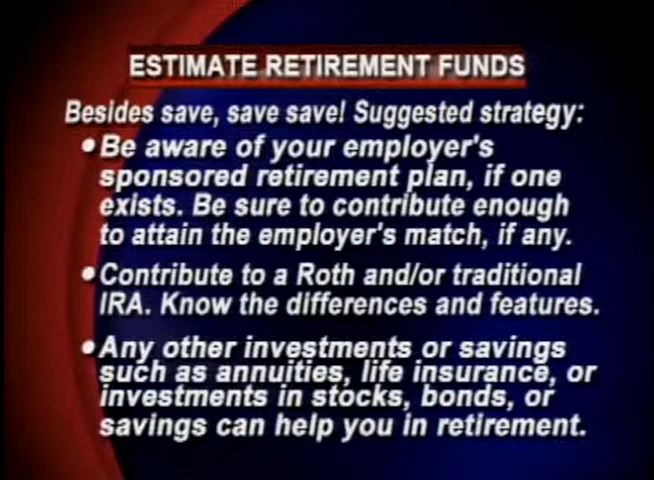 ESTIMATE RETIREMENT FUNDS
Besides save, save save! Suggested strategy:
•Be aware of your employer's
sponsored retirement plan, if one
exists. Be sure to contribute enough
to attain the employer's match, if any.
•Contribute to a Roth and/or traditional
IRA. Know the differences and features.
•Any other investments or savings
such as annuities, life insurance, or
investments in stocks, bonds, or
savings can help you in retirement.